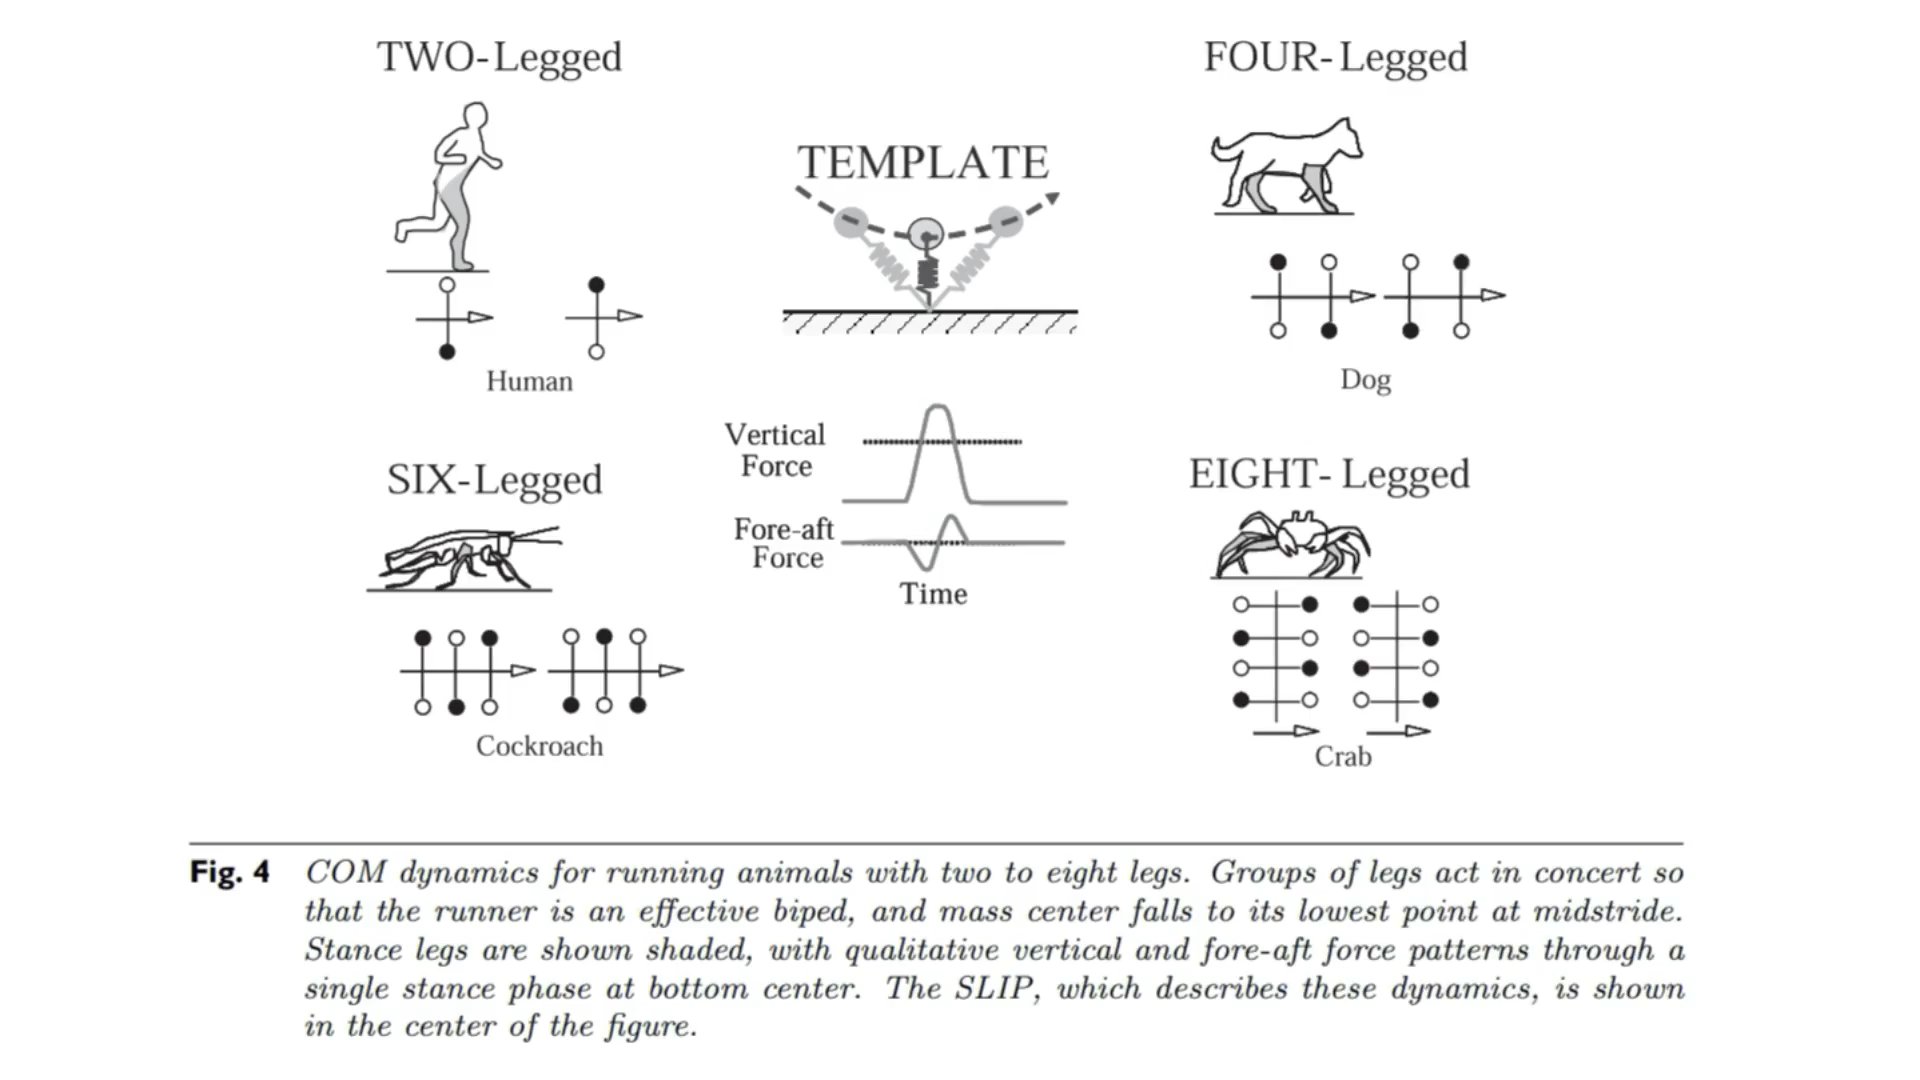 TWO-Legged
Human
TEMPLATE
FOUR- Legged
Dog
SIX-Legged
Cockroach
Vertical
Force
Fore-aft
Force
Time
EIGHT- Legged
Crab
Fig. 4 COM dynamics for running animals with two to eight legs. Groups of legs act in concert so
that the runner is an effective biped, and mass center falls to its lowest point at midstride.
Stance legs are shown shaded, with qualitative vertical and fore-aft force patterns through a
single stance phase at bottom center. The SLIP, which describes these dynamics, is shown
in the center of the figure.